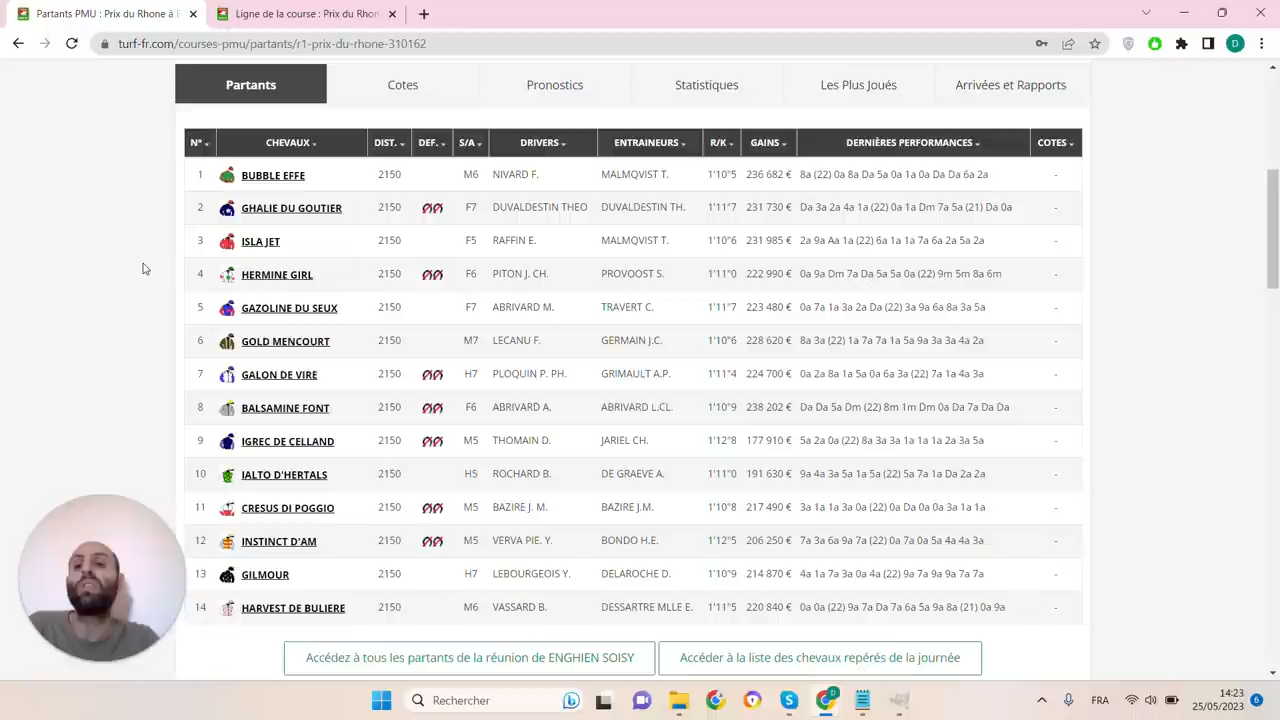 Partants PMU : Prix du Rhone à E
Ligne de la course : Prix du Rhon
turf-fr.com/courses-pmu/partants/r1-prix-du-rhone-310162
D
Partants Cotes Pronostics Statistiques Les Plus Joués Arrivées et Rapports
N° CHEVAUX DIST. DEF. S/A DRIVERS ENTRAINEURS R/K GAINS DERNIÈRES PERFORMANCES COTES
1 BUBBLE EFFE 2150 M6 NIVARD F. MALMQVIST T. 1'10"5 236 682 € 8a (22) 0a 8a Da 5a 0a 1a 0a Da Da 6a 2a -
2 GHALIE DU GOUTIER 2150 F7 DUVALDESTIN THEO DUVALDESTIN TH. 1'11"7 231 730 € Da 3a 2a 4a 1a (22) 0a 1a Dm 7a 5a (21) Da 0a -
3 ISLA JET 2150 F5 RAFFIN E. MALMQVIST T. 1'10"6 231 985 € 2a 9a Aa 1a (22) 6a 1a 1a 7a 6a 2a 5a 2a -
4 HERMINE GIRL 2150 F6 PITON J. CH. PROVOOST S. 1'11"0 222 990 € 0a 9a Dm 7a Da 5a 5a 0a (22) 9m 5m 8a 6m -
5 GAZOLINE DU SEUX 2150 F7 ABRIVARD M. TRAVERT C. 1'11"7 223 480 € 0a 7a 1a 3a 2a Da (22) 3a 9a 6a 8a 3a 5a -
6 GOLD MENCOURT 2150 M7 LECANU F. GERMAIN J.C. 1'10"6 228 620 € 8a 3a (22) 1a 7a 7a 1a 5a 9a 3a 3a 4a 2a -
7 GALON DE VIRE 2150 H7 PLOQUIN P. PH. GRIMAULT A.P. 1'11"4 224 700 € 0a 2a 8a 1a 5a 0a 6a 3a (22) 7a 1a 4a 3a -
8 BALSAMINE FONT 2150 F6 ABRIVARD A. ABRIVARD L.CL. 1'10"9 238 202 € Da Da 5a Dm (22) 8m 1m Dm 0a Da 7a Da Da -
9 IGREC DE CELLAND 2150 M5 THOMAIN D. JARIEL CH. 1'12"8 177 910 € 5a 2a 0a (22) 8a 3a 3a 1a 1a 1a 2a 3a 5a -
10 IALTO D'HERTALS 2150 H5 ROCHARD B. DE GRAEVE A. 1'11"0 191 630 € 9a 4a 3a 5a 1a 5a (22) 5a 7a 1a Da 2a 2a -
11 CRESUS DI POGGIO 2150 M5 BAZIRE J. M. BAZIRE J.M. 1'10"8 217 490 € 3a 1a 1a 3a 0a (22) 0a Da 0a 0a 3a 1a 1a -
12 INSTINCT D'AM 2150 M5 VERVA PIE. Y. BONDO H.E. 1'12"5 206 250 € 7a 3a 6a 9a 7a (22) 0a 7a 0a 5a 4a 4a 3a -
13 GILMOUR 2150 H7 LEBOURGEOIS Y. DELAROCHE D. 1'10"9 214 870 € 4a 1a 7a 3a 0a 4a (22) 9a 7a 9a 9a 7a 7a -
14 HARVEST DE BULIERE 2150 M6 VASSARD B. DESSARTRE MLLE E. 1'11"5 220 840 € 0a 0a (22) 9a 7a Da 7a 6a 5a 9a 8a (21) 0a 9a -
Accédez à tous les partants de la réunion de ENGHIEN SOISY
Accéder à la liste des chevaux repérés de la journée
Rechercher
FRA
14:23
25/05/2023
6